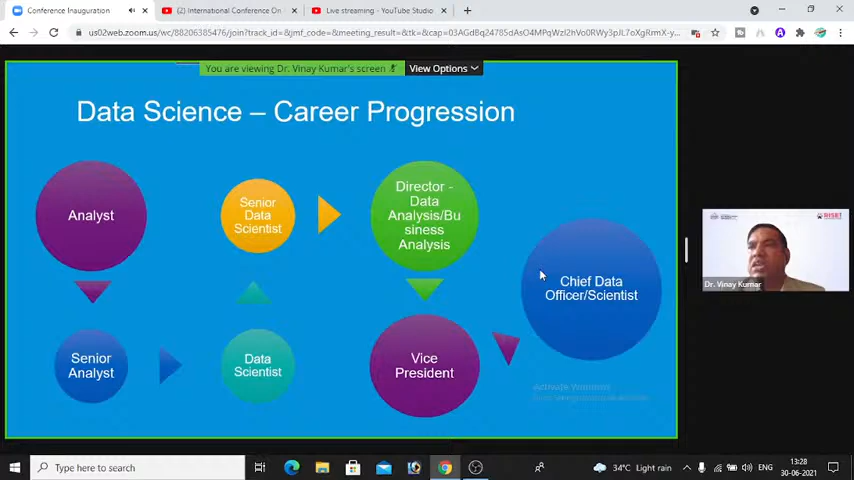 Conference Inauguration
(2) International Conference On
Live streaming - YouTube Studio
You are viewing Dr. Vinay Kumar's screen
View Options
Data Science – Career Progression
Analyst
Senior
Analyst
Data
Scientist
Senior
Data
Scientist
Director -
Data
Analysis/Bu
siness
Analysis
Vice
President
Chief Data
Officer/Scientist
Activate Windows
Dr. Vinay Kumar
Type here to search
34°C Light rain
ENG
13:28
30-06-2021